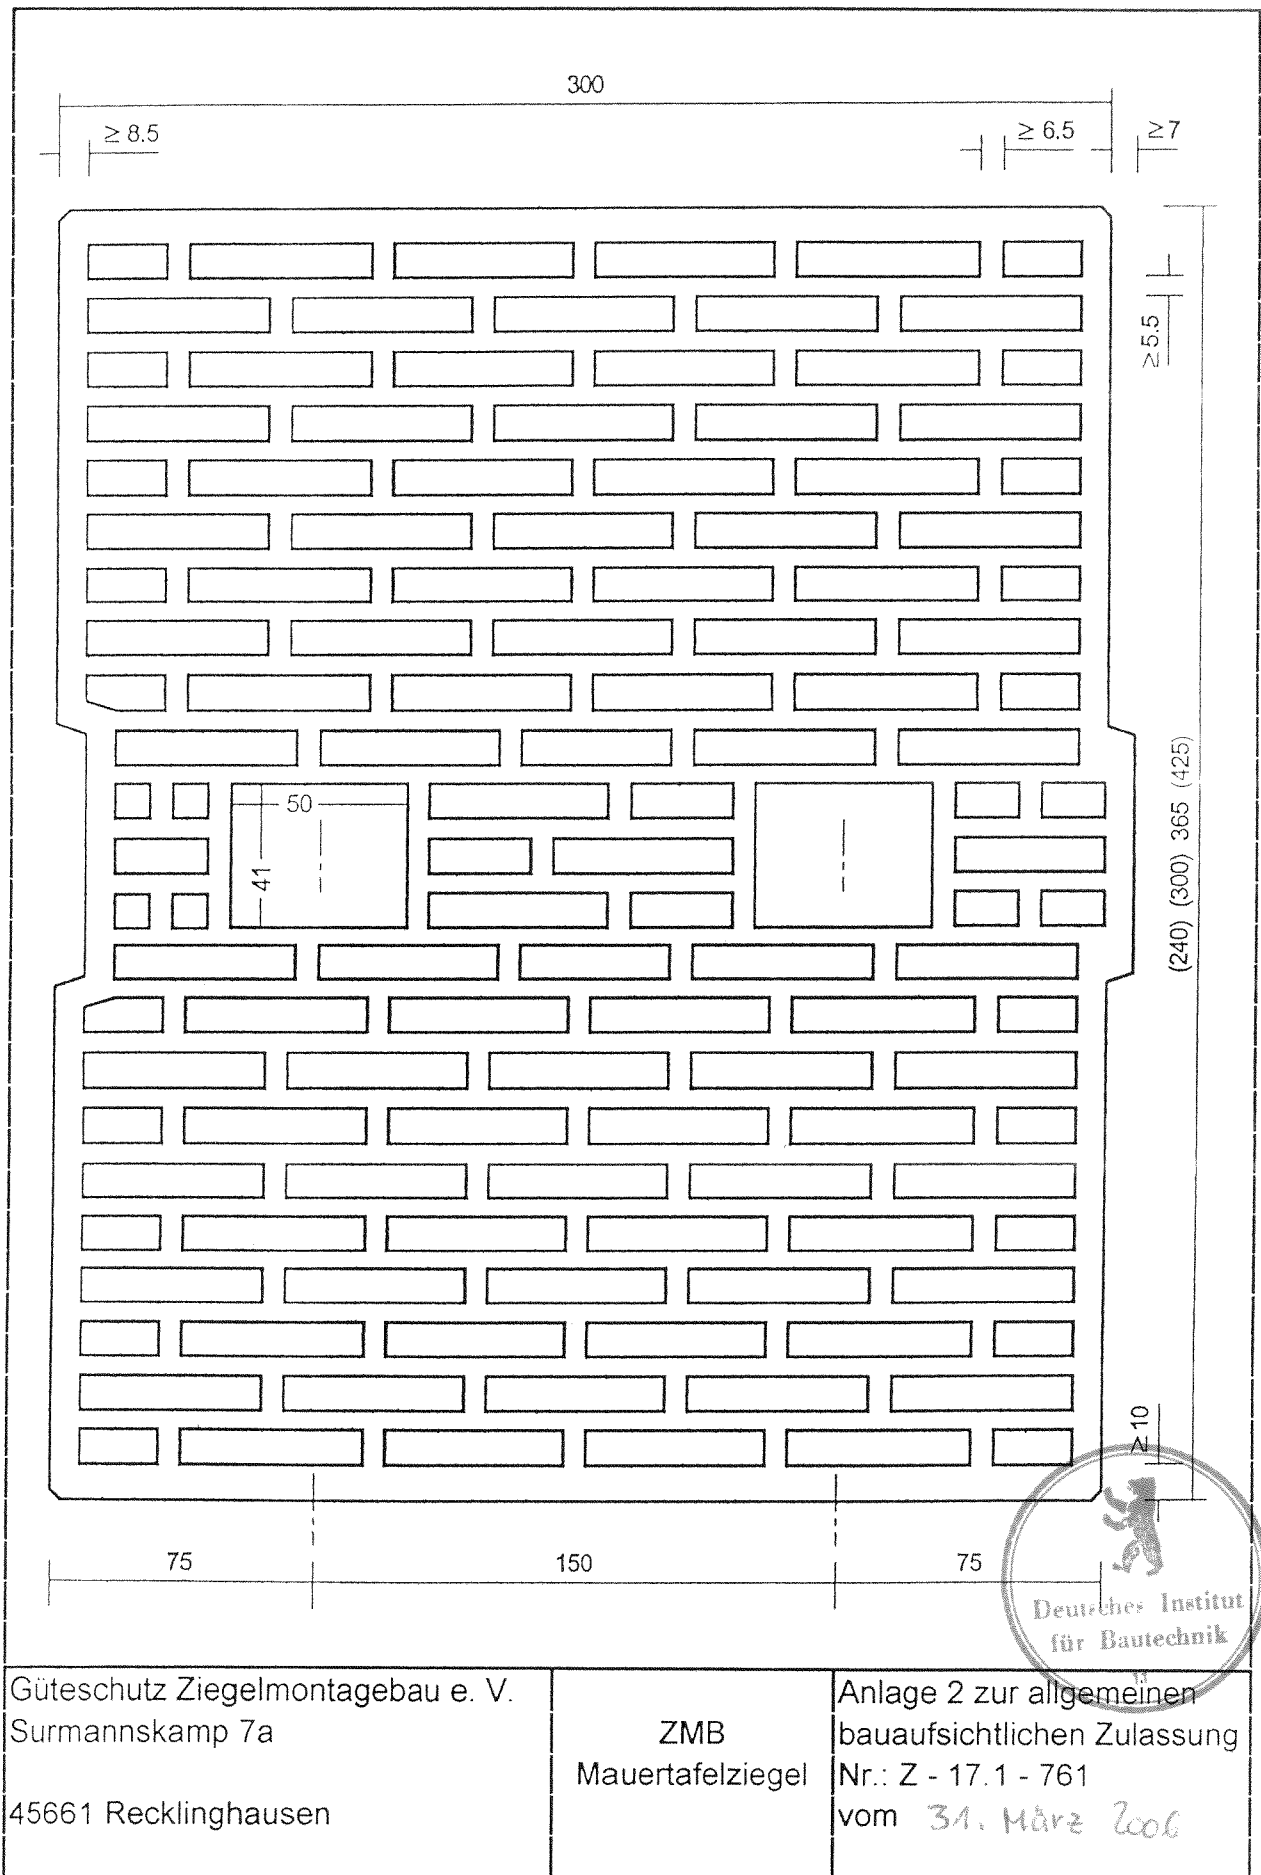 300
≥ 8.5
≥ 6.5
≥7
≥5.5
50
41
(240) (300) 365 (425)
≥10
75
150
75
Deutsches Institut
für Bautechnik
13
Güteschutz Ziegelmontagebau e. V.
Surmannskamp 7a
45661 Recklinghausen
ZMB
Mauertafelziegel
Anlage 2 zur allgemeinen
bauaufsichtlichen Zulassung
Nr.: Z - 17.1 - 761
vom 31. März 2006